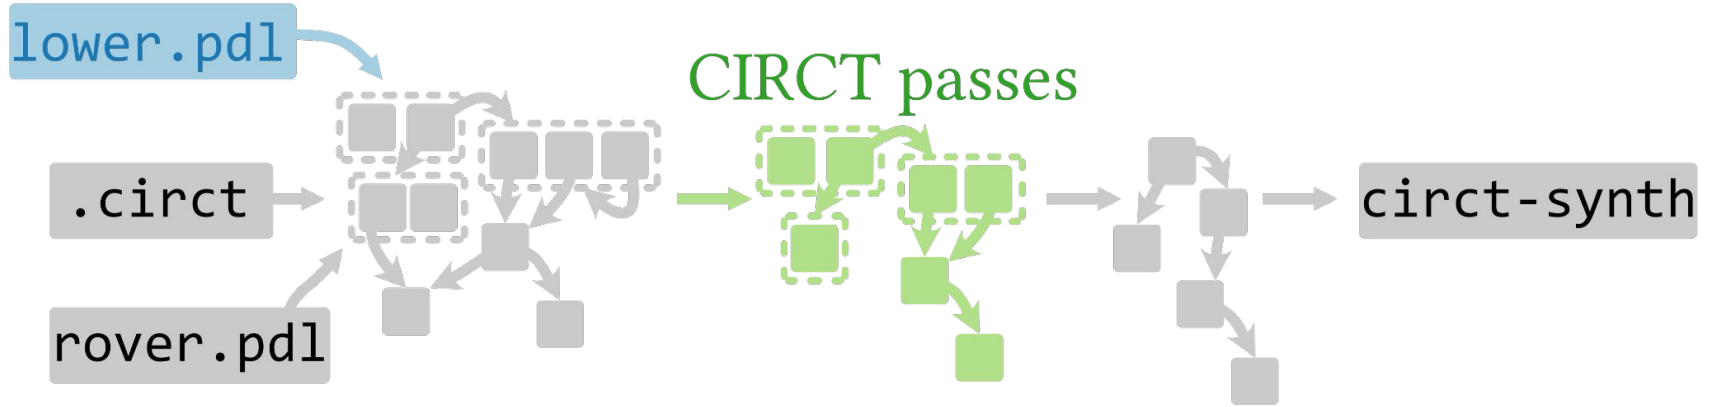 lower.pdl
CIRCT passes
.circt
circt-synth
rover.pdl